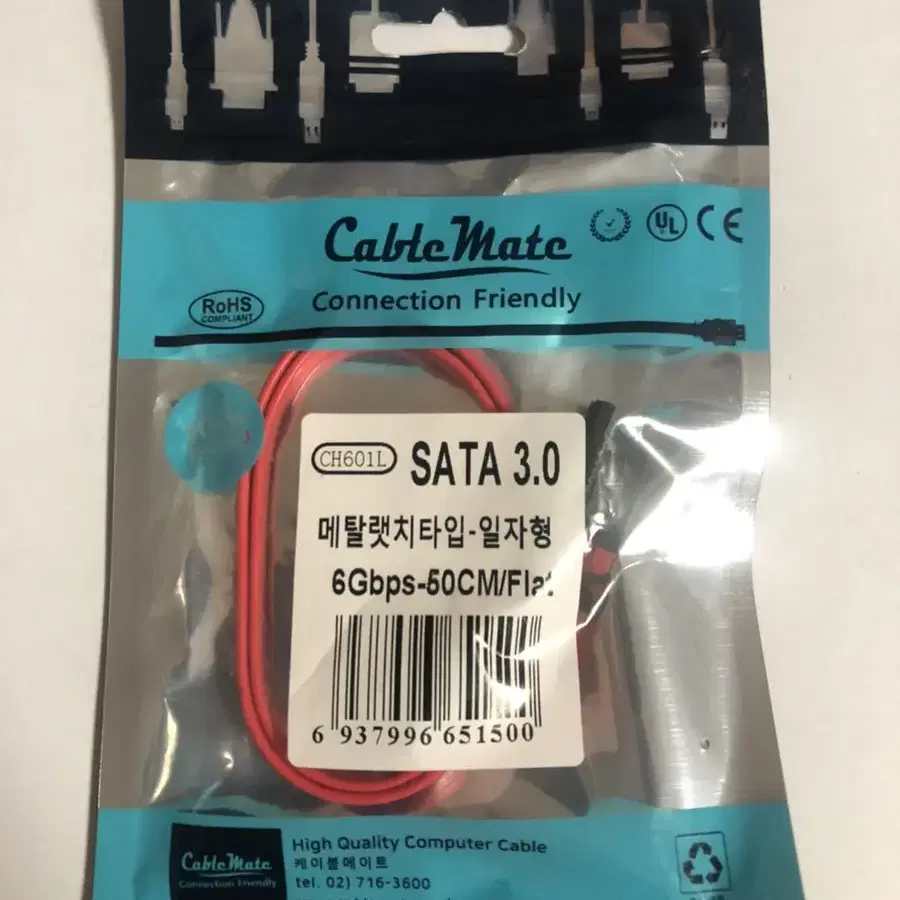 CableMate
UL
CE
Connection Friendly
RoHS
COMPLIANT
CH601L SATA 3.0
메탈랫치타입-일자형
6Gbps-50CM/Flat
6 937996 651500
CableMate
Connection Friendly
High Quality Computer Cable
케이블메이트
tel. 02) 716-3600